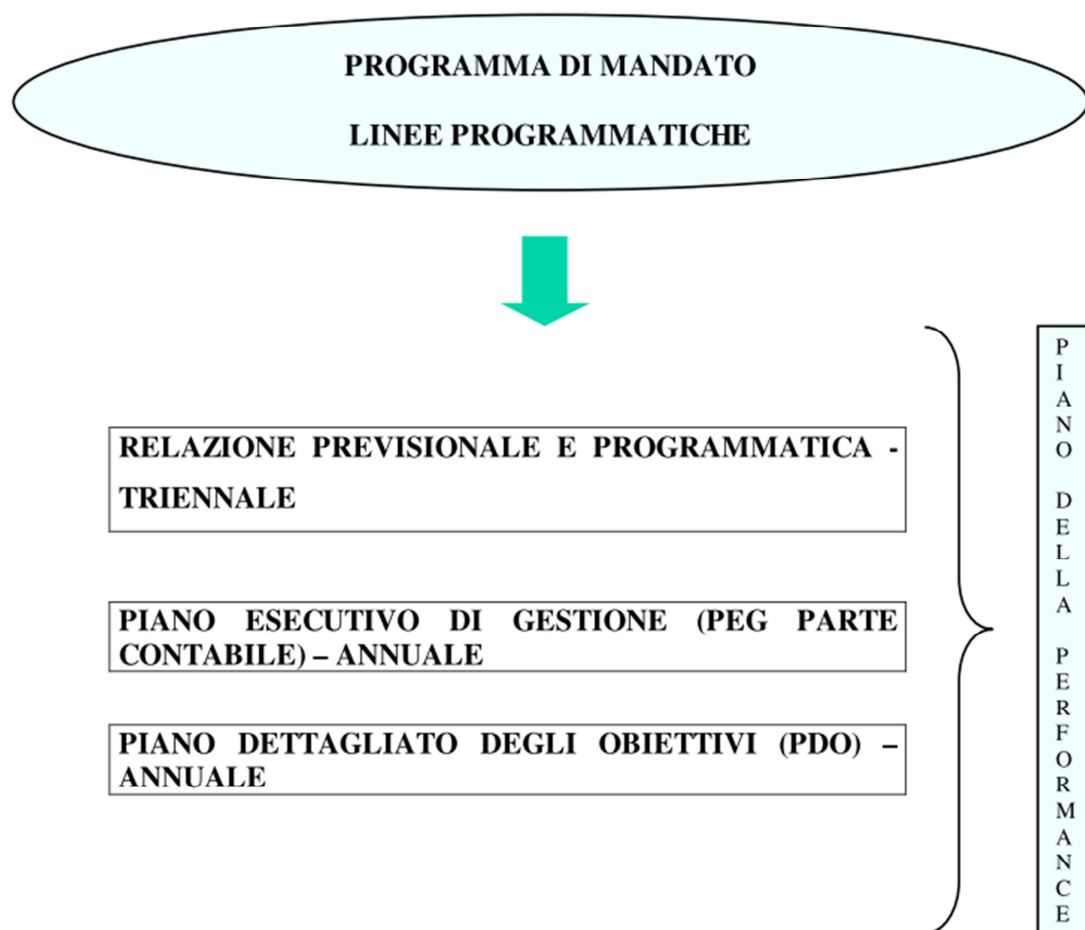 PROGRAMMA DI MANDATO
LINEE PROGRAMMATICHE
RELAZIONE PREVISIONALE E PROGRAMMATICA -
TRIENNALE
PIANO ESECUTIVO DI GESTIONE (PEG PARTE
CONTABILE) – ANNUALE
PIANO DETTAGLIATO DEGLI OBIETTIVI (PDO) –
ANNUALE
PIANO DELLA PERFORMANCE